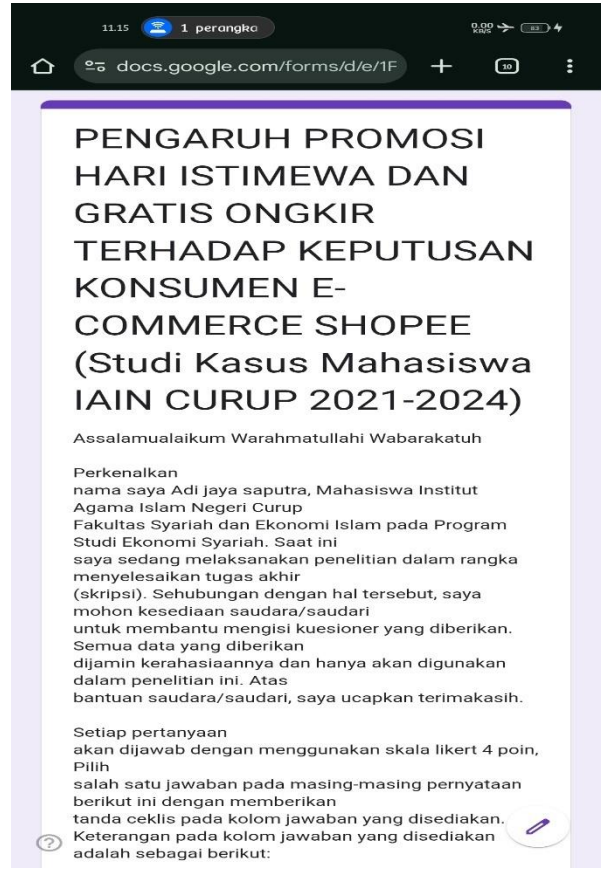 11.15
1 perangka
0.00
KB/S
82
docs.google.com/forms/d/e/1F
10
PENGARUH PROMOSI
HARI ISTIMEWA DAN
GRATIS ONGKIR
TERHADAP KEPUTUSAN
KONSUMEN E-
COMMERCE SHOPEE
(Studi Kasus Mahasiswa
IAIN CURUP 2021-2024)
Assalamualaikum Warahmatullahi Wabarakatuh
Perkenalkan
nama saya Adi jaya saputra, Mahasiswa Institut
Agama Islam Negeri Curup
Fakultas Syariah dan Ekonomi Islam pada Program
Studi Ekonomi Syariah. Saat ini
saya sedang melaksanakan penelitian dalam rangka
menyelesaikan tugas akhir
(skripsi). Sehubungan dengan hal tersebut, saya
mohon kesediaan saudara/saudari
untuk membantu mengisi kuesioner yang diberikan.
Semua data yang diberikan
dijamin kerahasiaannya dan hanya akan digunakan
dalam penelitian ini. Atas
bantuan saudara/saudari, saya ucapkan terimakasih.
Setiap pertanyaan
akan dijawab dengan menggunakan skala likert 4 poin,
Pilih
salah satu jawaban pada masing-masing pernyataan
berikut ini dengan memberikan
tanda ceklis pada kolom jawaban yang disediakan.
Keterangan pada kolom jawaban yang disediakan
adalah sebagai berikut: